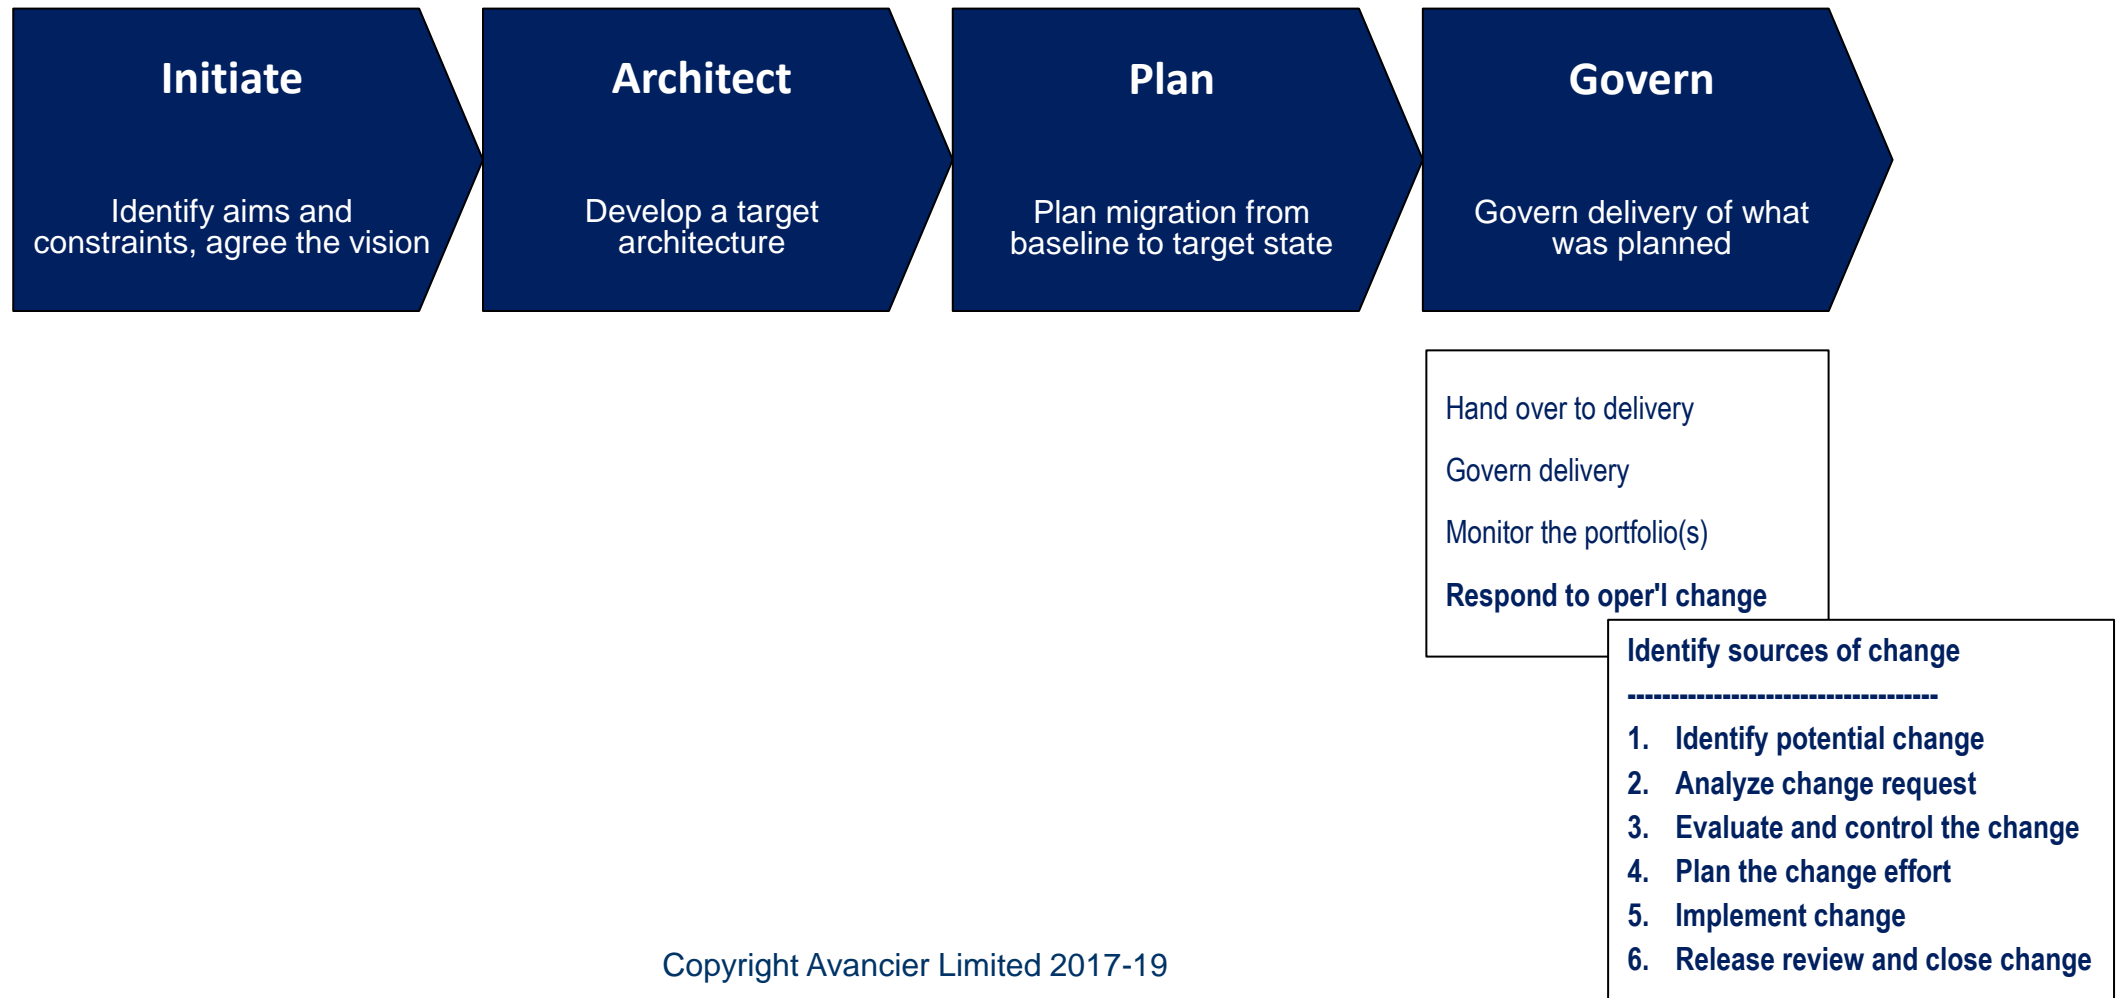 Initiate
Identify aims and
constraints, agree the vision
Architect
Develop a target
architecture
Plan
Plan migration from
baseline to target state
Govern
Govern delivery of what
was planned
Hand over to delivery
Govern delivery
Monitor the portfolio(s)
Respond to oper'l change
Identify sources of change
------------------------------------
1. Identify potential change
2. Analyze change request
3. Evaluate and control the change
4. Plan the change effort
5. Implement change
6. Release review and close change
Copyright Avancier Limited 2017-19